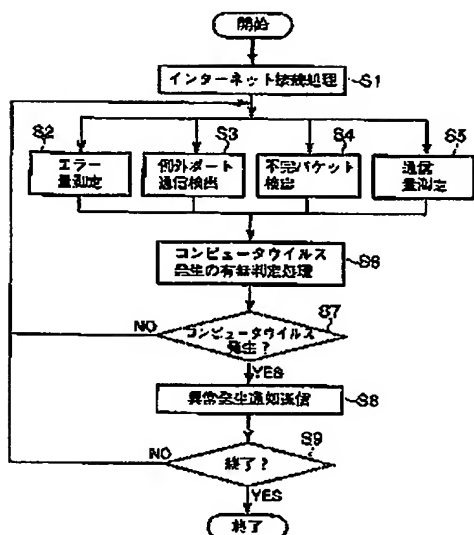 開始
インターネット接続処理
S1
S2
S3
S4
S5
エラー
量測定
例外ポート
通信検出
不完パケット
検出
通信
量測定
コンピュータウイルス
発生の有無判定処理
S6
コンピュータウイルス
発生?
S7
NO
YES
異常発生通知送信
S8
終了?
S9
NO
YES
終了